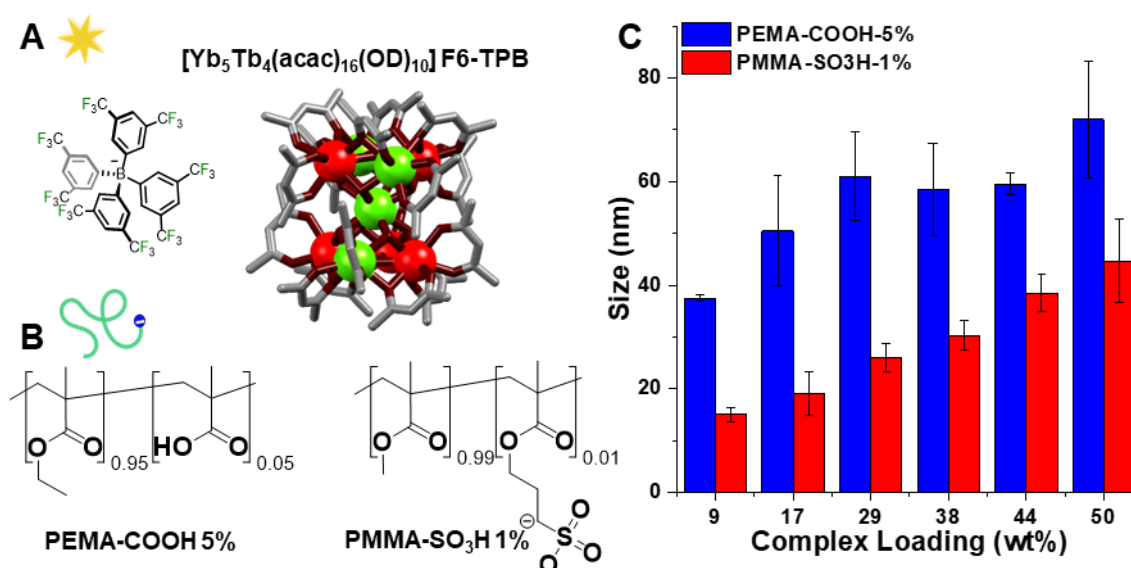 A
[Yb₅Tb₄(acac)₁₆(OD)₁₀] F6-TPB
F₃C
CF₃
F₃C
CF₃
B
−
F₃C
F₃C
CF₃
CF₃
B
O O
0.95
HO O
0.05
PEMA-COOH 5%
O O
0.99
O O
0.01
⊖ S O
O O
PMMA-SO₃H 1%
C
PEMA-COOH-5%
PMMA-SO3H-1%
Size (nm)
80
60
40
20
0
9 17 29 38 44 50
Complex Loading (wt%)